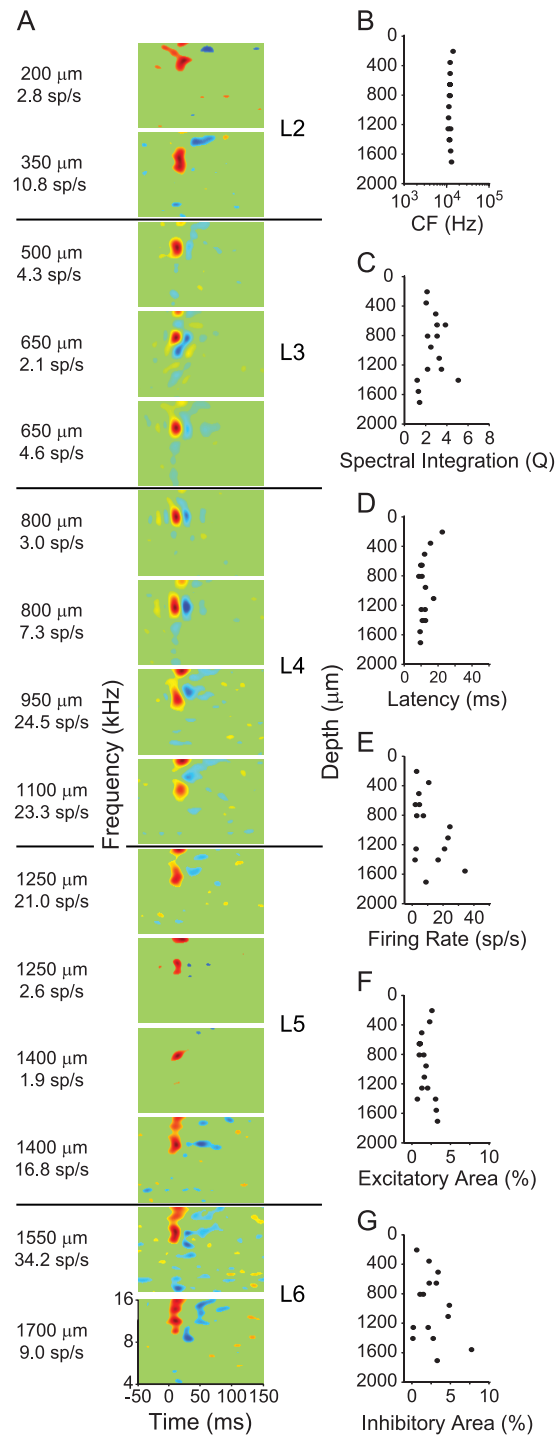 A
200 μm
2.8 sp/s
L2
350 μm
10.8 sp/s
500 μm
4.3 sp/s
650 μm
2.1 sp/s
L3
650 μm
4.6 sp/s
800 μm
3.0 sp/s
800 μm
7.3 sp/s
L4
950 μm
24.5 sp/s
1100 μm
23.3 sp/s
1250 μm
21.0 sp/s
1250 μm
2.6 sp/s
L5
1400 μm
1.9 sp/s
1400 μm
16.8 sp/s
1550 μm
34.2 sp/s
L6
1700 μm
9.0 sp/s
Frequency (kHz)
16
8
4
-50 0 50 100 150
Time (ms)
Depth (μm)
B
0
400
800
1200
1600
2000
10³ 10⁴ 10⁵
CF (Hz)
C
0
400
800
1200
1600
2000
0 2 4 6 8
Spectral Integration (Q)
D
0
400
800
1200
1600
2000
0 20 40
Latency (ms)
E
0
400
800
1200
1600
2000
0 20 40
Firing Rate (sp/s)
F
0
400
800
1200
1600
2000
0 5 10
Excitatory Area (%)
G
0
400
800
1200
1600
2000
0 5 10
Inhibitory Area (%)